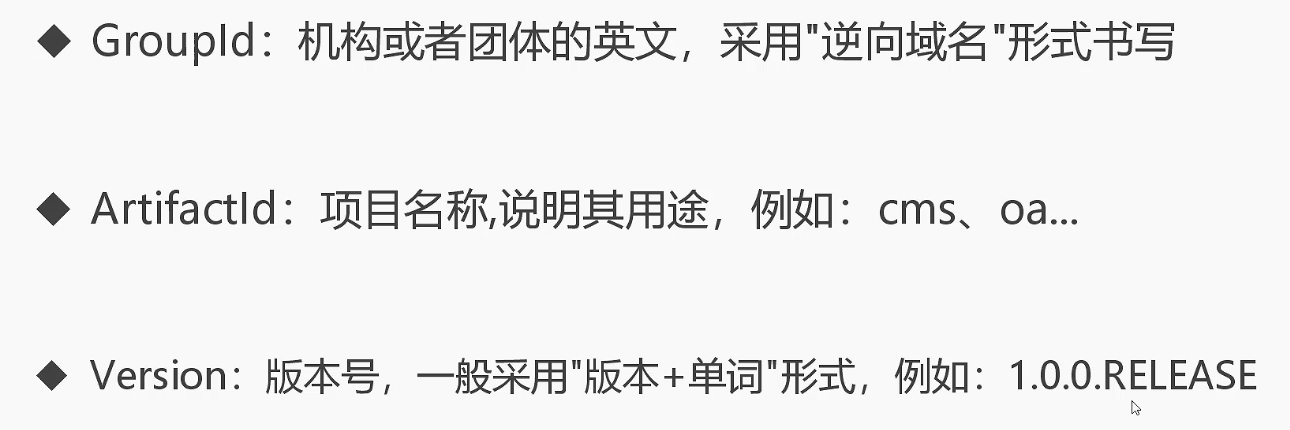 ◆ GroupId：机构或者团体的英文，采用"逆向域名"形式书写
◆ ArtifactId：项目名称,说明其用途，例如：cms、oa...
◆ Version：版本号，一般采用"版本+单词"形式，例如：1.0.0.RELEASE